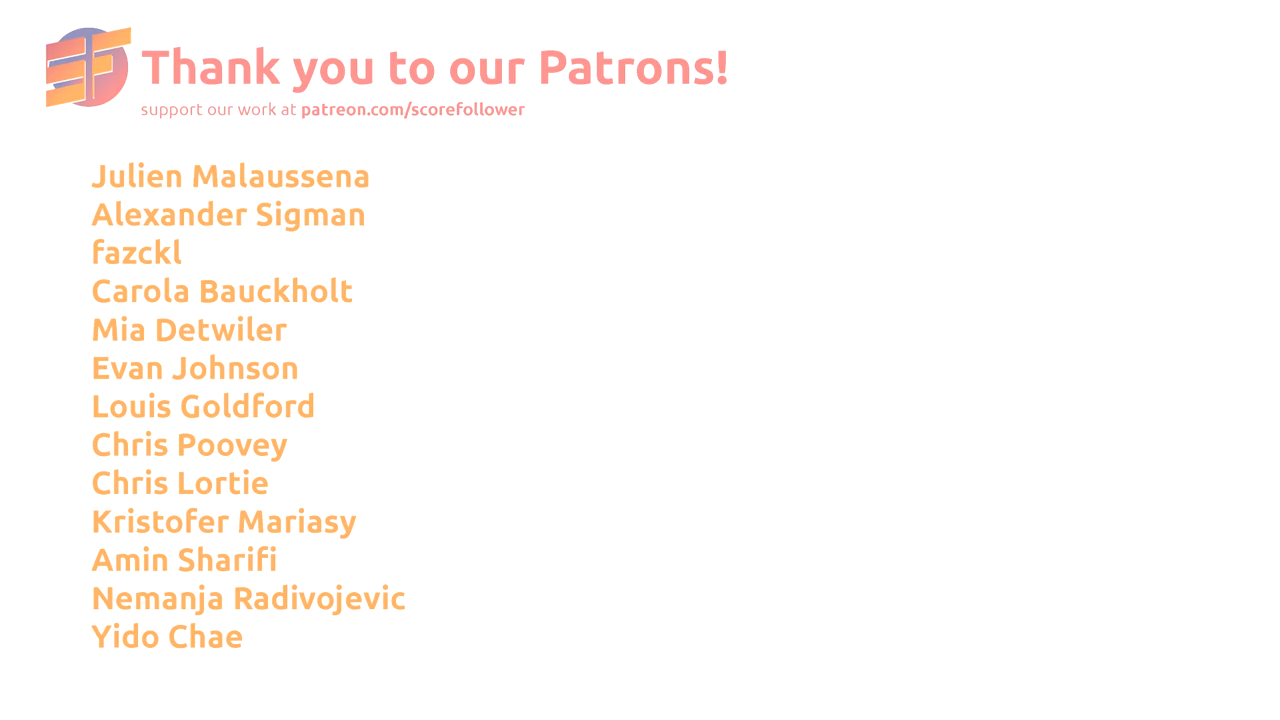 Thank you to our Patrons!
support our work at patreon.com/scorefollower
Julien Malaussena
Alexander Sigman
fazckl
Carola Bauckholt
Mia Detwiler
Evan Johnson
Louis Goldford
Chris Poovey
Chris Lortie
Kristofer Mariasy
Amin Sharifi
Nemanja Radivojevic
Yido Chae